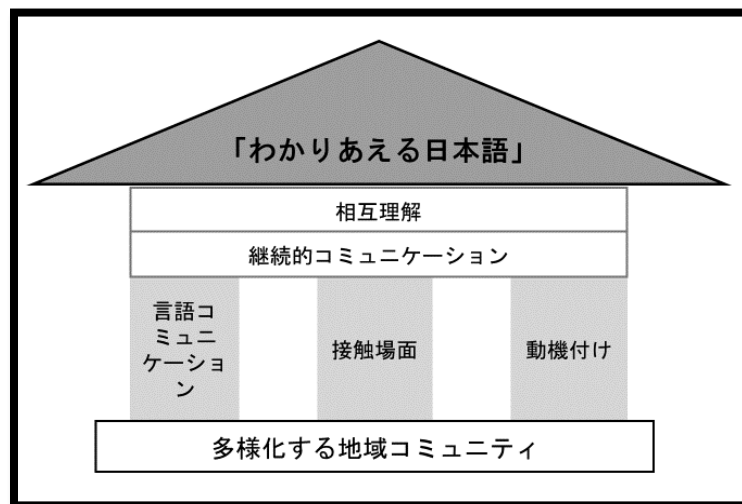 「わかりあえる日本語」
相互理解
継続的コミュニケーション
言語コ
ミュニ
ケーショ
ン
接触場面
動機付け
多様化する地域コミュニティ